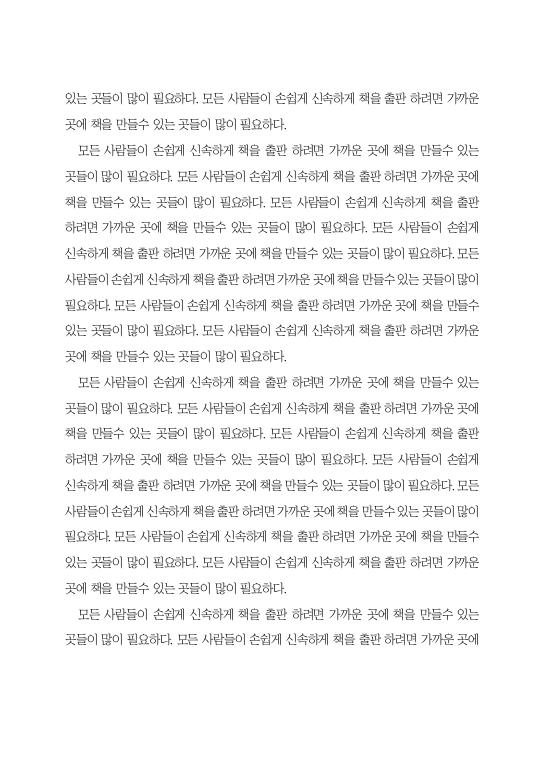 있는 곳들이 많이 필요하다. 모든 사람들이 손쉽게 신속하게 책을 출판 하려면 가까운
곳에 책을 만들수 있는 곳들이 많이 필요하다.
모든 사람들이 손쉽게 신속하게 책을 출판 하려면 가까운 곳에 책을 만들수 있는
곳들이 많이 필요하다. 모든 사람들이 손쉽게 신속하게 책을 출판 하려면 가까운 곳에
책을 만들수 있는 곳들이 많이 필요하다. 모든 사람들이 손쉽게 신속하게 책을 출판
하려면 가까운 곳에 책을 만들수 있는 곳들이 많이 필요하다. 모든 사람들이 손쉽게
신속하게 책을 출판 하려면 가까운 곳에 책을 만들수 있는 곳들이 많이 필요하다. 모든
사람들이 손쉽게 신속하게 책을 출판 하려면 가까운 곳에 책을 만들수 있는 곳들이 많이
필요하다. 모든 사람들이 손쉽게 신속하게 책을 출판 하려면 가까운 곳에 책을 만들수
있는 곳들이 많이 필요하다. 모든 사람들이 손쉽게 신속하게 책을 출판 하려면 가까운
곳에 책을 만들수 있는 곳들이 많이 필요하다.
모든 사람들이 손쉽게 신속하게 책을 출판 하려면 가까운 곳에 책을 만들수 있는
곳들이 많이 필요하다. 모든 사람들이 손쉽게 신속하게 책을 출판 하려면 가까운 곳에
책을 만들수 있는 곳들이 많이 필요하다. 모든 사람들이 손쉽게 신속하게 책을 출판
하려면 가까운 곳에 책을 만들수 있는 곳들이 많이 필요하다. 모든 사람들이 손쉽게
신속하게 책을 출판 하려면 가까운 곳에 책을 만들수 있는 곳들이 많이 필요하다. 모든
사람들이 손쉽게 신속하게 책을 출판 하려면 가까운 곳에 책을 만들수 있는 곳들이 많이
필요하다. 모든 사람들이 손쉽게 신속하게 책을 출판 하려면 가까운 곳에 책을 만들수
있는 곳들이 많이 필요하다. 모든 사람들이 손쉽게 신속하게 책을 출판 하려면 가까운
곳에 책을 만들수 있는 곳들이 많이 필요하다.
모든 사람들이 손쉽게 신속하게 책을 출판 하려면 가까운 곳에 책을 만들수 있는
곳들이 많이 필요하다. 모든 사람들이 손쉽게 신속하게 책을 출판 하려면 가까운 곳에